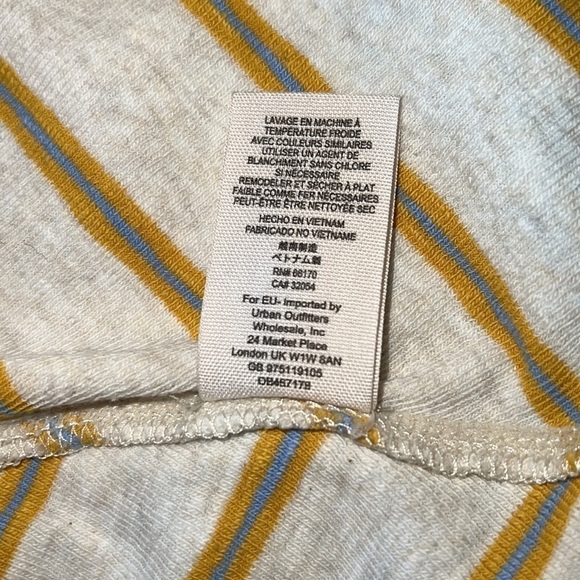 LAVAGE EN MACHINE À
TEMPÉRATURE FROIDE
AVEC COULEURS SIMILAIRES
UTILISER UN AGENT DE
BLANCHIMENT SANS CHLORE
SI NÉCESSAIRE
REMODELER ET SÉCHER À PLAT
FAIBLE COMME FER NÉCESSAIRES
PEUT-ÊTRE ÊTRE NETTOYÉE SEC
HECHO EN VIETNAM
FABRICADO NO VIETNAME
越南制造
ベトナム製
RN# 66170
CA# 32054
For EU- Imported by
Urban Outfitters
Wholesale, Inc
24 Market Place
London UK W1W 8AN
GB 975119105
DB457178